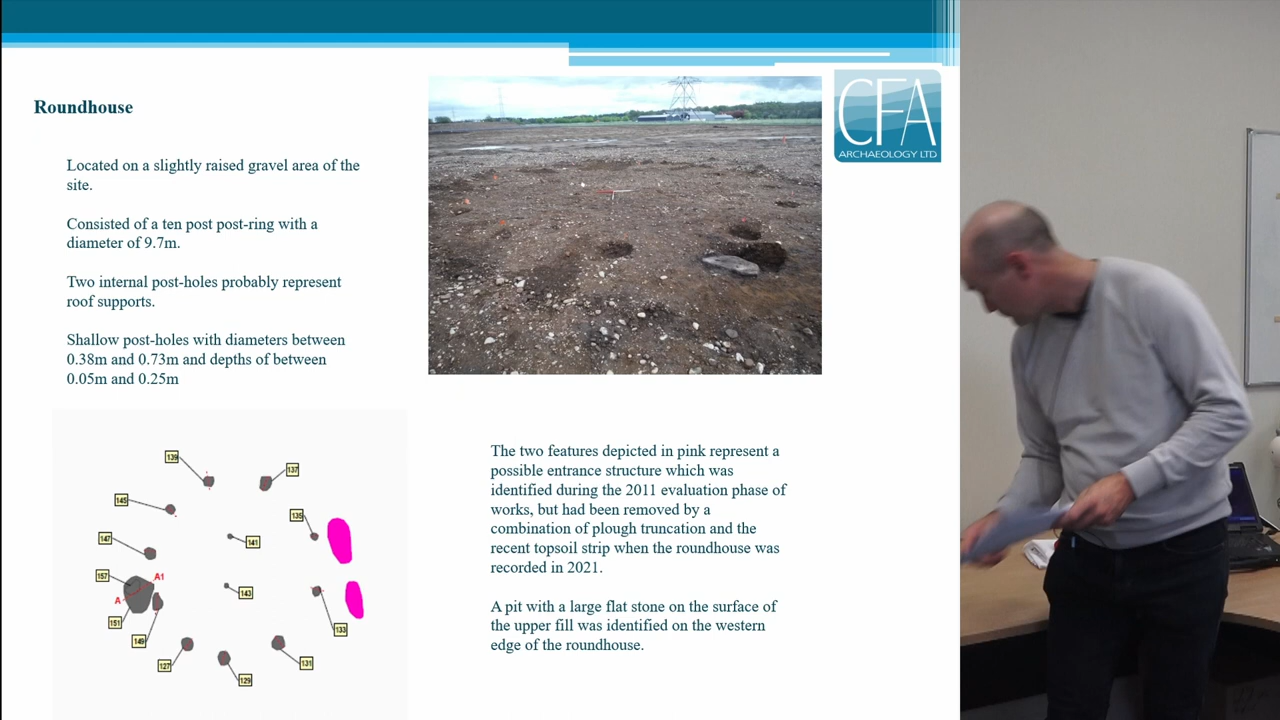 Roundhouse
Located on a slightly raised gravel area of the
site.
Consisted of a ten post post-ring with a
diameter of 9.7m.
Two internal post-holes probably represent
roof supports.
Shallow post-holes with diameters between
0.38m and 0.73m and depths of between
0.05m and 0.25m
CFA
ARCHAEOLOGY LTD
139
137
145
135
147
141
157
A1
A
143
151
149
133
127
131
129
The two features depicted in pink represent a
possible entrance structure which was
identified during the 2011 evaluation phase of
works, but had been removed by a
combination of plough truncation and the
recent topsoil strip when the roundhouse was
recorded in 2021.
A pit with a large flat stone on the surface of
the upper fill was identified on the western
edge of the roundhouse.